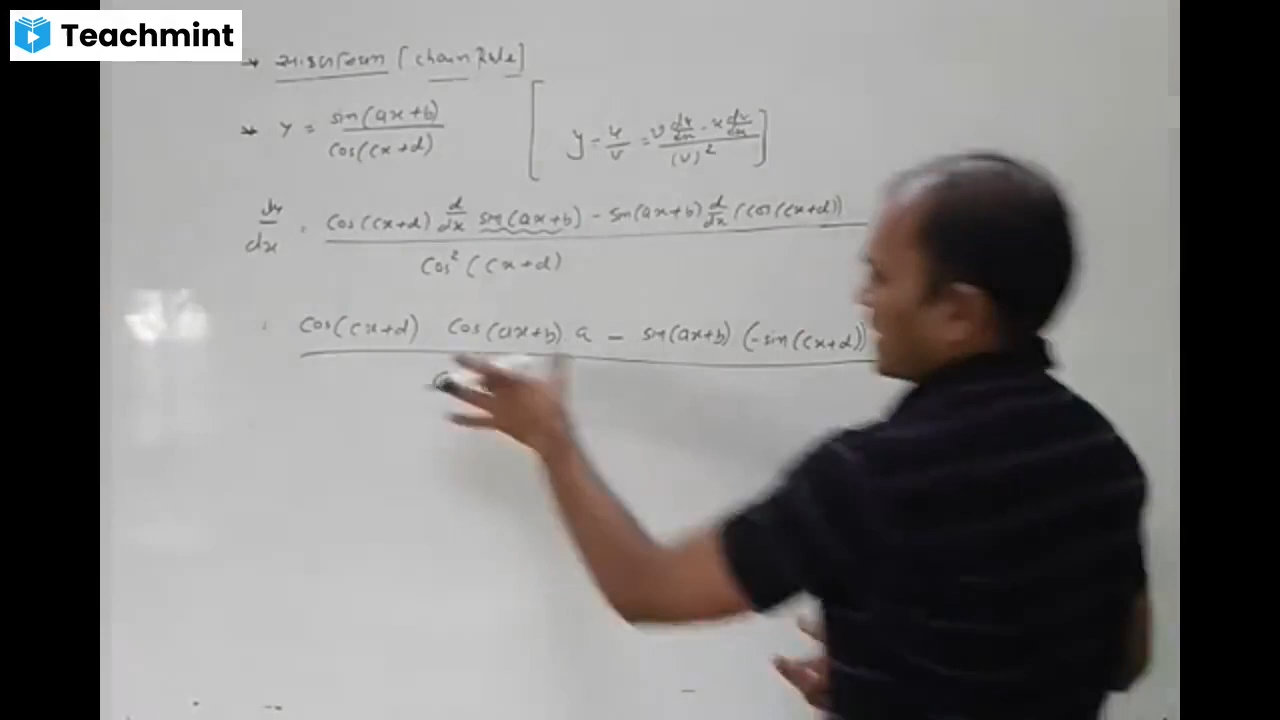 Teachmint
→ [Chain Rule]
* y = sin(ax+b) / cos(cx+d) [ y = u/v = v du/dx - u dv/dx / (v)² ]
dy/dx = cos(cx+d) d/dx sin(ax+b) - sin(ax+b) d/dx (cos(cx+d)) / cos² (cx+d)
= cos(cx+d) cos(ax+b) a - sin(ax+b) (-sin(cx+d))